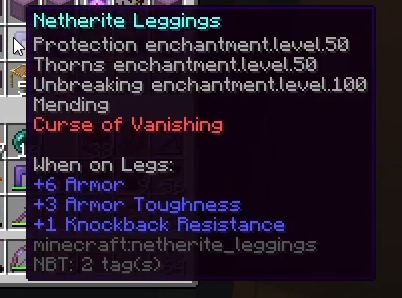 Netherite Leggings
Protection enchantment.level.50
Thorns enchantment.level.50
Unbreaking enchantment.level.100
Mending
Curse of Vanishing
When on Legs:
+6 Armor
+3 Armor Toughness
+1 Knockback Resistance
minecraft:netherite_leggings
NBT: 2 tag(s)